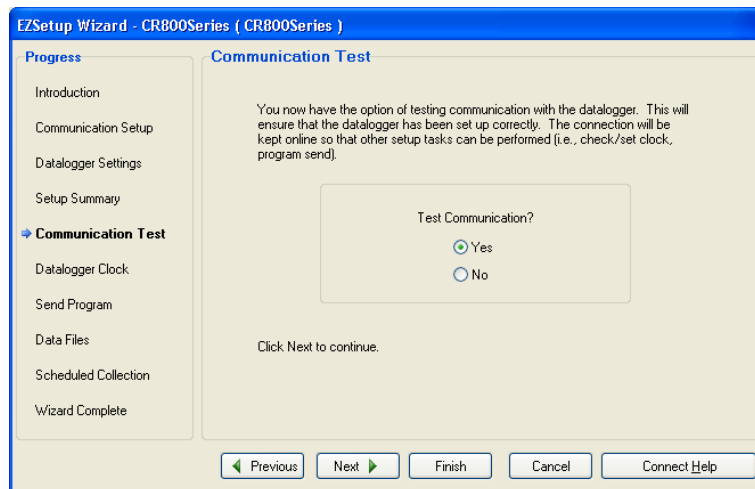 EZSetup Wizard - CR800Series ( CR800Series )
Progress
Introduction
Communication Setup
Datalogger Settings
Setup Summary
Communication Test
Datalogger Clock
Send Program
Data Files
Scheduled Collection
Wizard Complete
Communication Test
You now have the option of testing communication with the datalogger. This will
ensure that the datalogger has been set up correctly. The connection will be
kept online so that other setup tasks can be performed (i.e., check/set clock,
program send).
Test Communication?
Yes
No
Click Next to continue.
Previous
Next
Finish
Cancel
Connect Help